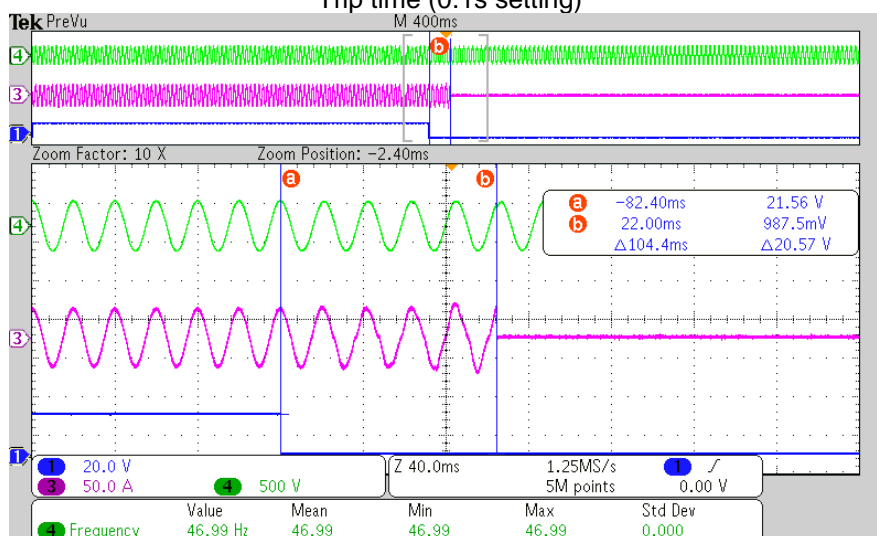 Trip time (0.1s setting)
Tek PreVu M 400ms
b
4
3
1
Zoom Factor: 10 X Zoom Position: -2.40ms
a b
a -82.40ms 21.56 V
b 22.00ms 987.5mV
△104.4ms △20.57 V
4
3
1
1 20.0 V Z 40.0ms 1.25MS/s 1 /
3 50.0 A 4 500 V 5M points 0.00 V
Value Mean Min Max Std Dev
4 Frequency 46.99 Hz 46.99 46.99 46.99 0.000